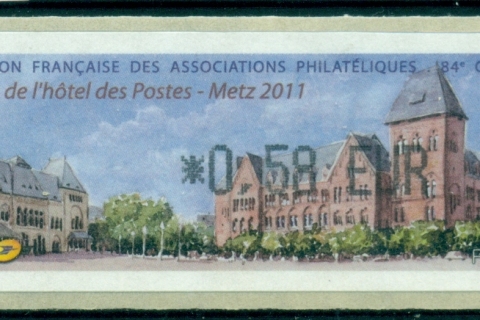 ON FRANÇAISE DES ASSOCIATIONS PHILATÉLIQUES 84e
de l'hôtel des Postes - Metz 2011
*0,58 EUR